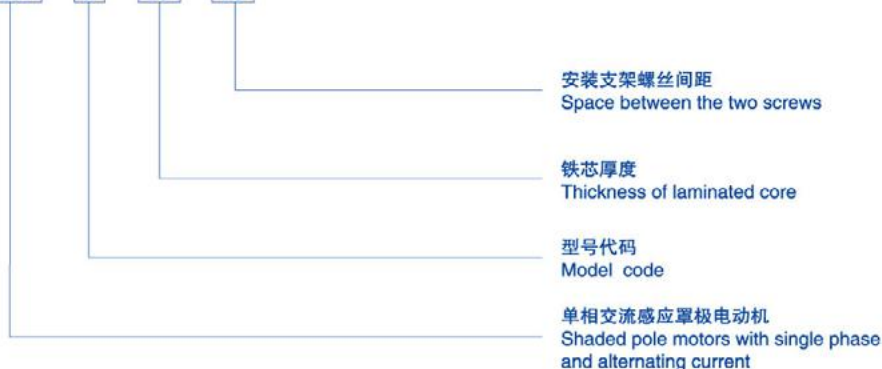 安装支架螺丝间距
Space between the two screws
铁芯厚度
Thickness of laminated core
型号代码
Model code
单相交流感应罩极电动机
Shaded pole motors with single phase
and alternating current